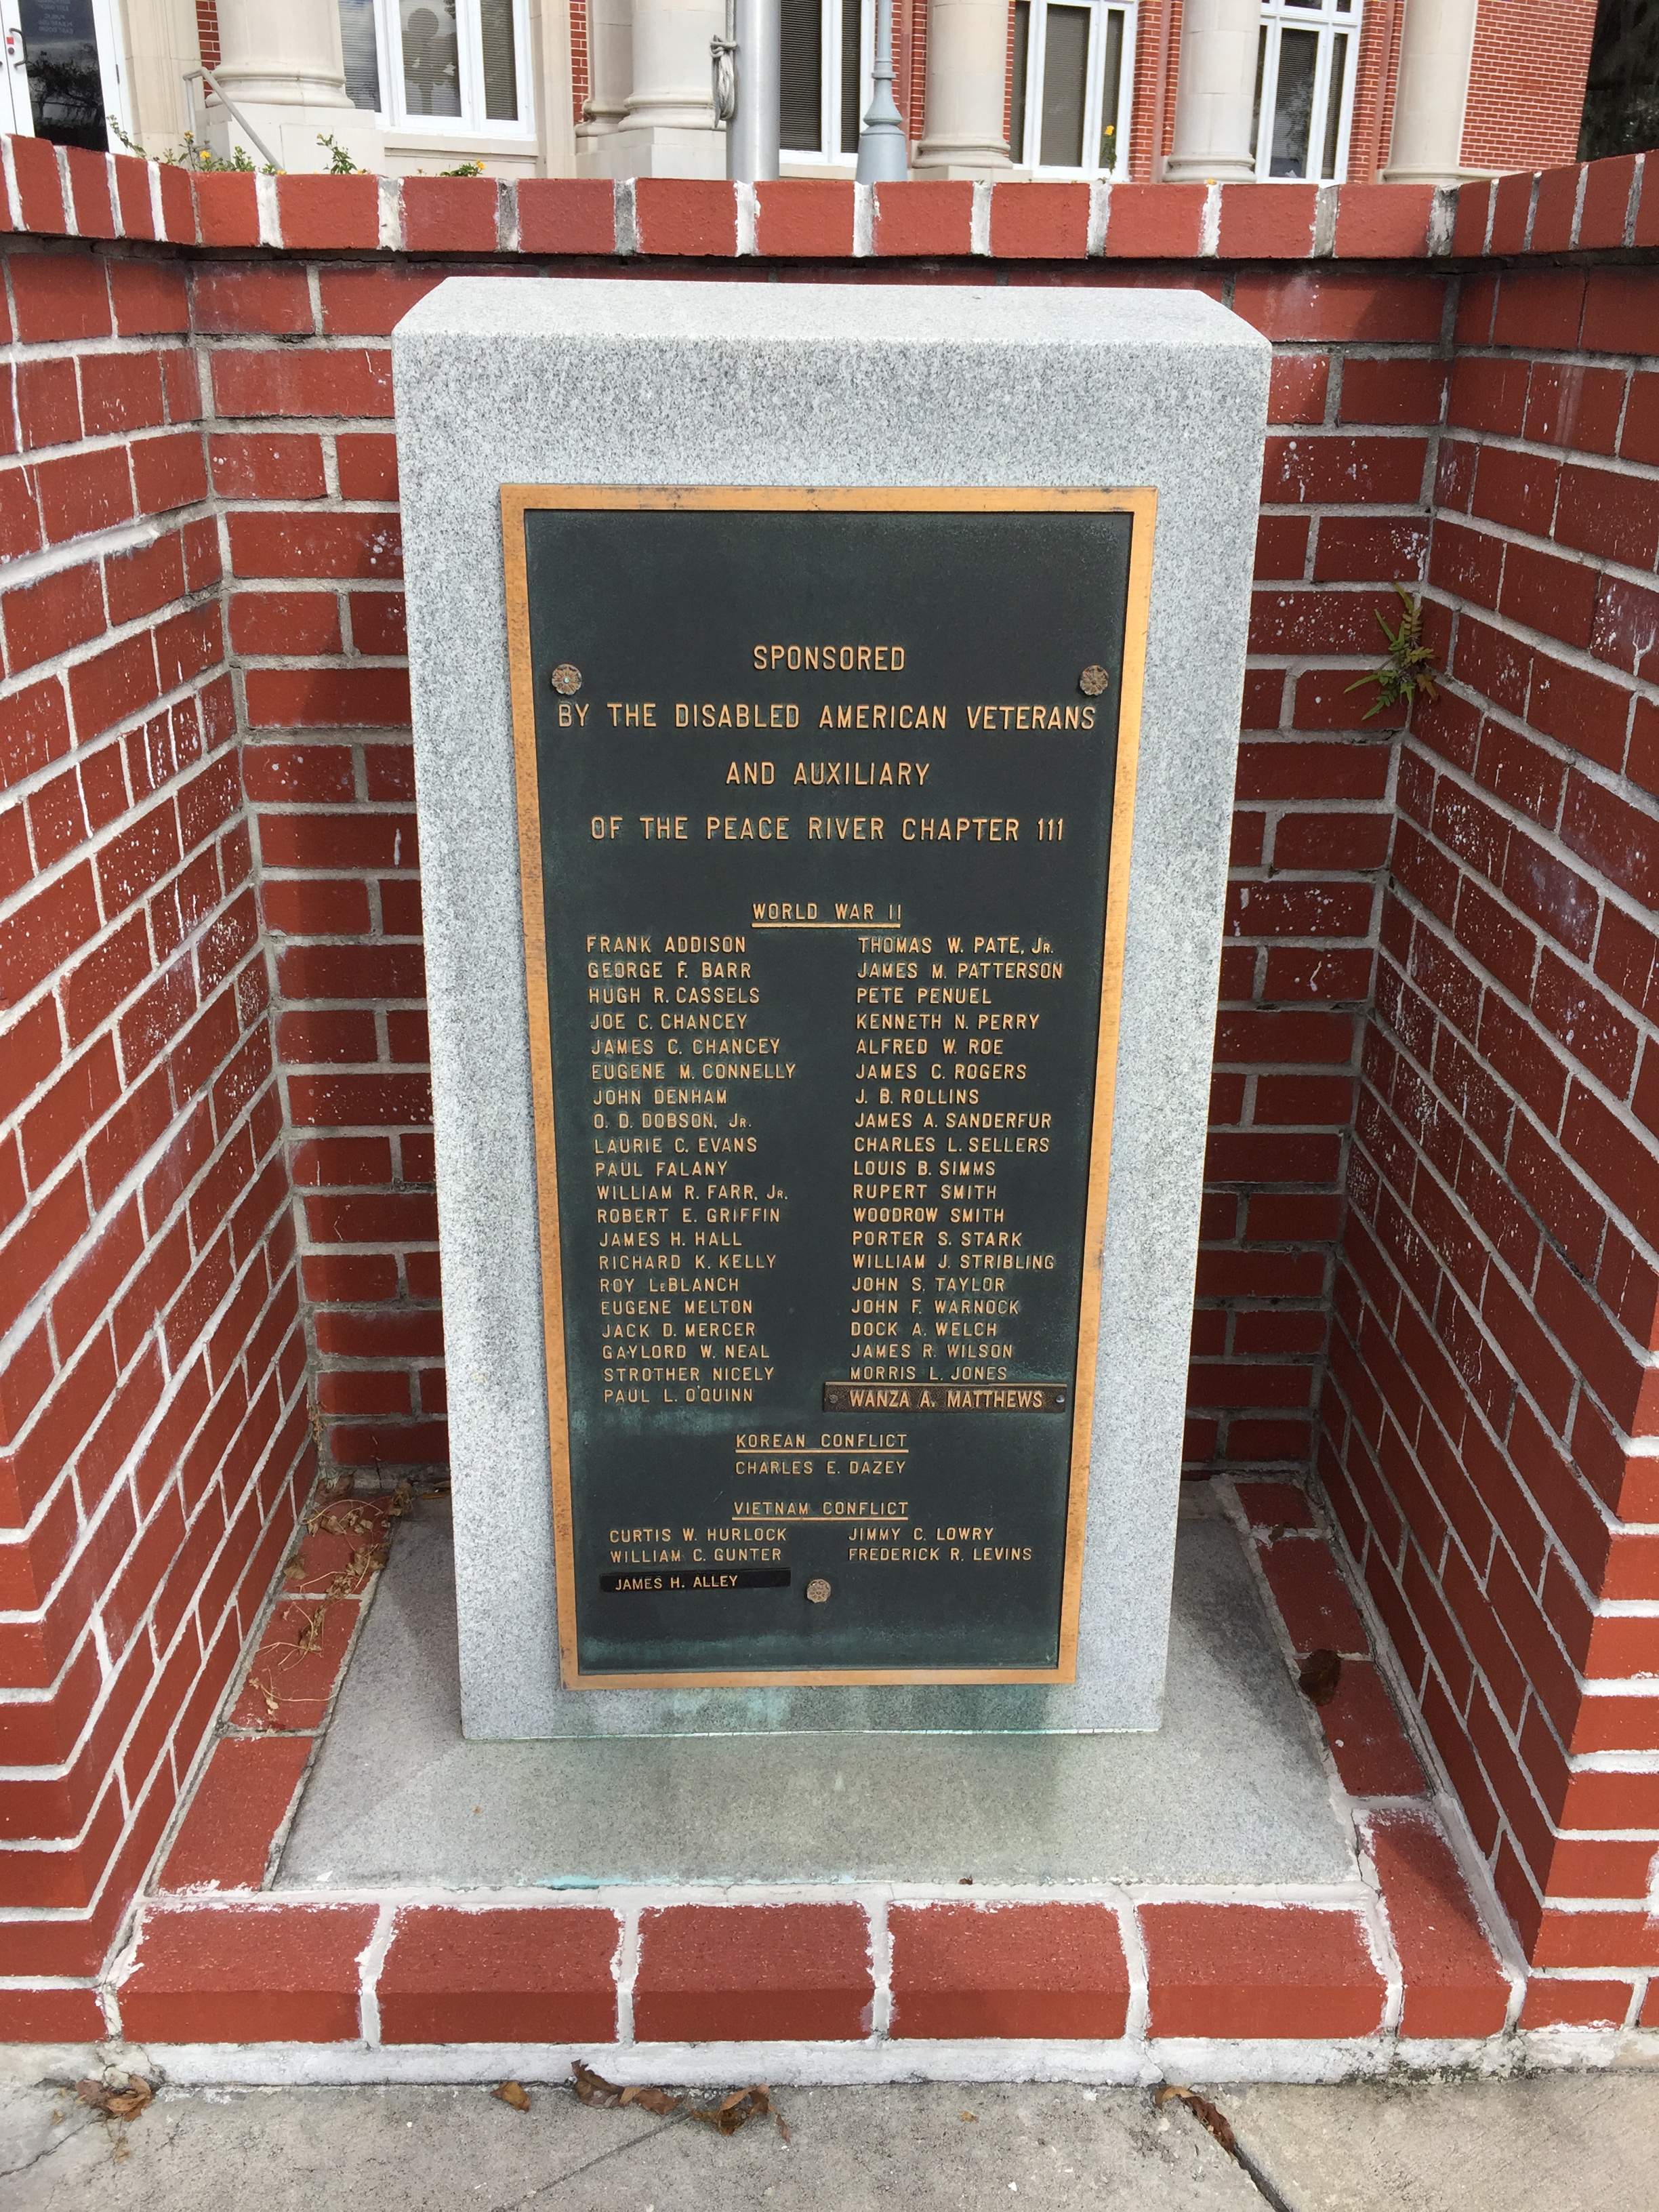 SPONSORED
BY THE DISABLED AMERICAN VETERANS
AND AUXILIARY
OF THE PEACE RIVER CHAPTER 111
WORLD WAR II
FRANK ADDISON
GEORGE F. BARR
HUGH R. CASSELS
JOE C. CHANCEY
JAMES C. CHANCEY
EUGENE M. CONNELLY
JOHN DENHAM
O. D. DOBSON, JR.
LAURIE C. EVANS
PAUL FALANY
WILLIAM R. FARR, JR.
ROBERT E. GRIFFIN
JAMES H. HALL
RICHARD K. KELLY
ROY LEBLANCH
EUGENE MELTON
JACK D. MERCER
GAYLORD W. NEAL
STROTHER NICELY
PAUL L. O'QUINN
THOMAS W. PATE, JR.
JAMES M. PATTERSON
PETE PENUEL
KENNETH N. PERRY
ALFRED W. ROE
JAMES C. ROGERS
J. B. ROLLINS
JAMES A. SANDERFUR
CHARLES L. SELLERS
LOUIS B. SIMMS
RUPERT SMITH
WOODROW SMITH
PORTER S. STARK
WILLIAM J. STRIBLING
JOHN S. TAYLOR
JOHN F. WARNOCK
DOCK A. WELCH
JAMES R. WILSON
MORRIS L. JONES
WANZA A. MATTHEWS
KOREAN CONFLICT
CHARLES E. DAZEY
VIETNAM CONFLICT
CURTIS W. HURLOCK
WILLIAM C. GUNTER
JAMES H. ALLEY
JIMMY C. LOWRY
FREDERICK R. LEVINS